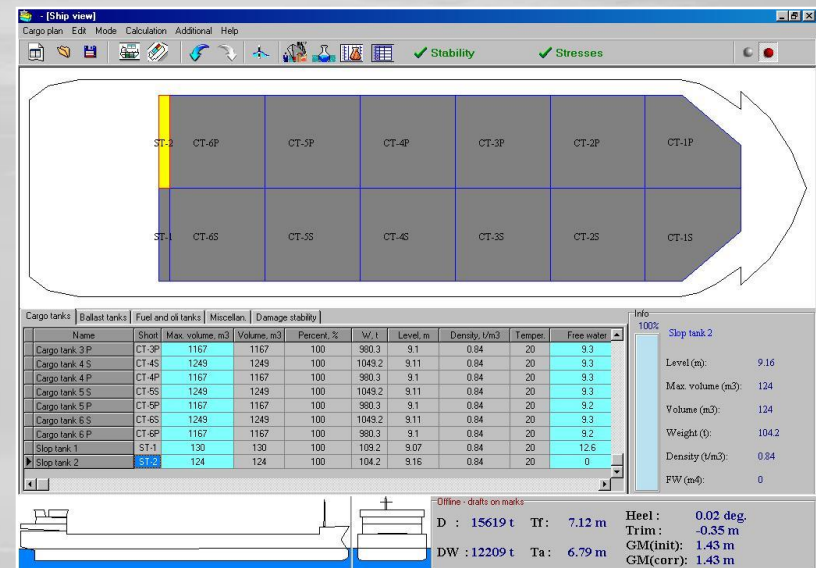 - [Ship view]
Cargo plan Edit Mode Calculation Additional Help
Stability Stresses
ST-2 CT-6P CT-5P CT-4P CT-3P CT-2P CT-1P
ST-1 CT-6S CT-5S CT-4S CT-3S CT-2S CT-1S
Cargo tanks Ballast tanks Fuel and oli tanks Miscellan. Damage stability
Name Short Max. volume, m3 Volume, m3 Percent, % W, t Level, m Density, t/m3 Temper. Free water
Cargo tank 3 P CT-3P 1167 1167 100 980.3 9.1 0.84 20 9.3
Cargo tank 4 S CT-4S 1249 1249 100 1049.2 9.11 0.84 20 9.3
Cargo tank 4 P CT-4P 1167 1167 100 980.3 9.1 0.84 20 9.3
Cargo tank 5 S CT-5S 1249 1249 100 1049.2 9.11 0.84 20 9.3
Cargo tank 5 P CT-5P 1167 1167 100 980.3 9.1 0.84 20 9.2
Cargo tank 6 S CT-6S 1249 1249 100 1049.2 9.11 0.84 20 9.3
Cargo tank 6 P CT-6P 1167 1167 100 980.3 9.1 0.84 20 9.2
Slop tank 1 ST-1 130 130 100 109.2 9.07 0.84 20 12.6
Slop tank 2 ST-2 124 124 100 104.2 9.16 0.84 20 0
Info
100% Slop tank 2
Level (m): 9.16
Max. volume (m3): 124
Volume (m3): 124
Weight (t): 104.2
Density (t/m3): 0.84
FW (m4): 0
Offline - drafts on marks
D : 15619 t Tf: 7.12 m
DW :12209 t Ta: 6.79 m
Heel : 0.02 deg.
Trim : -0.35 m
GM(init): 1.43 m
GM(corr): 1.43 m